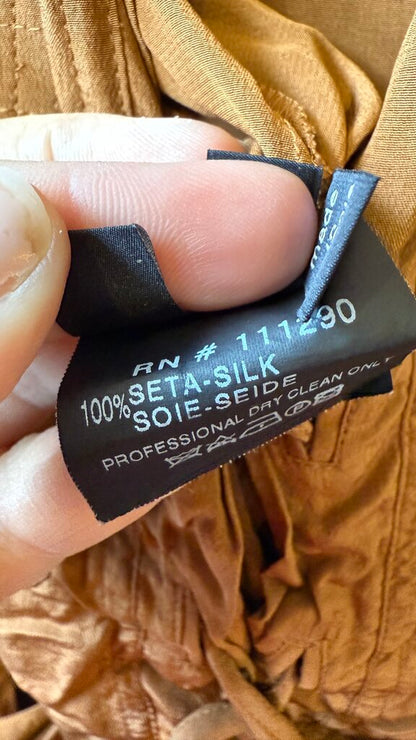 RN # 111290
100% SETA-SILK
SOIE-SEIDE
PROFESSIONAL DRY CLEAN ONLY